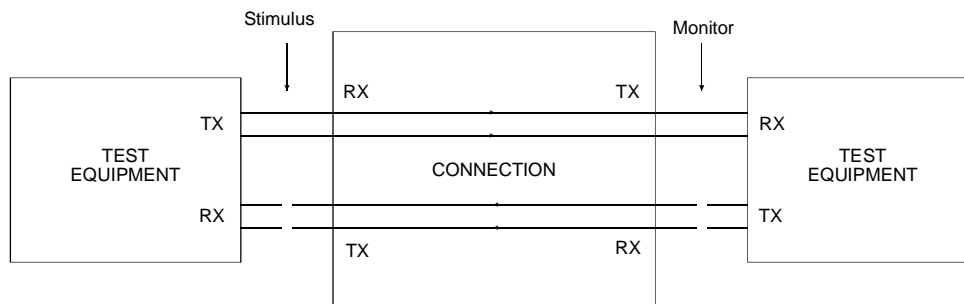 Stimulus
Monitor
RX
TX
TX
RX
TEST
EQUIPMENT
CONNECTION
TEST
EQUIPMENT
RX
TX
TX
RX